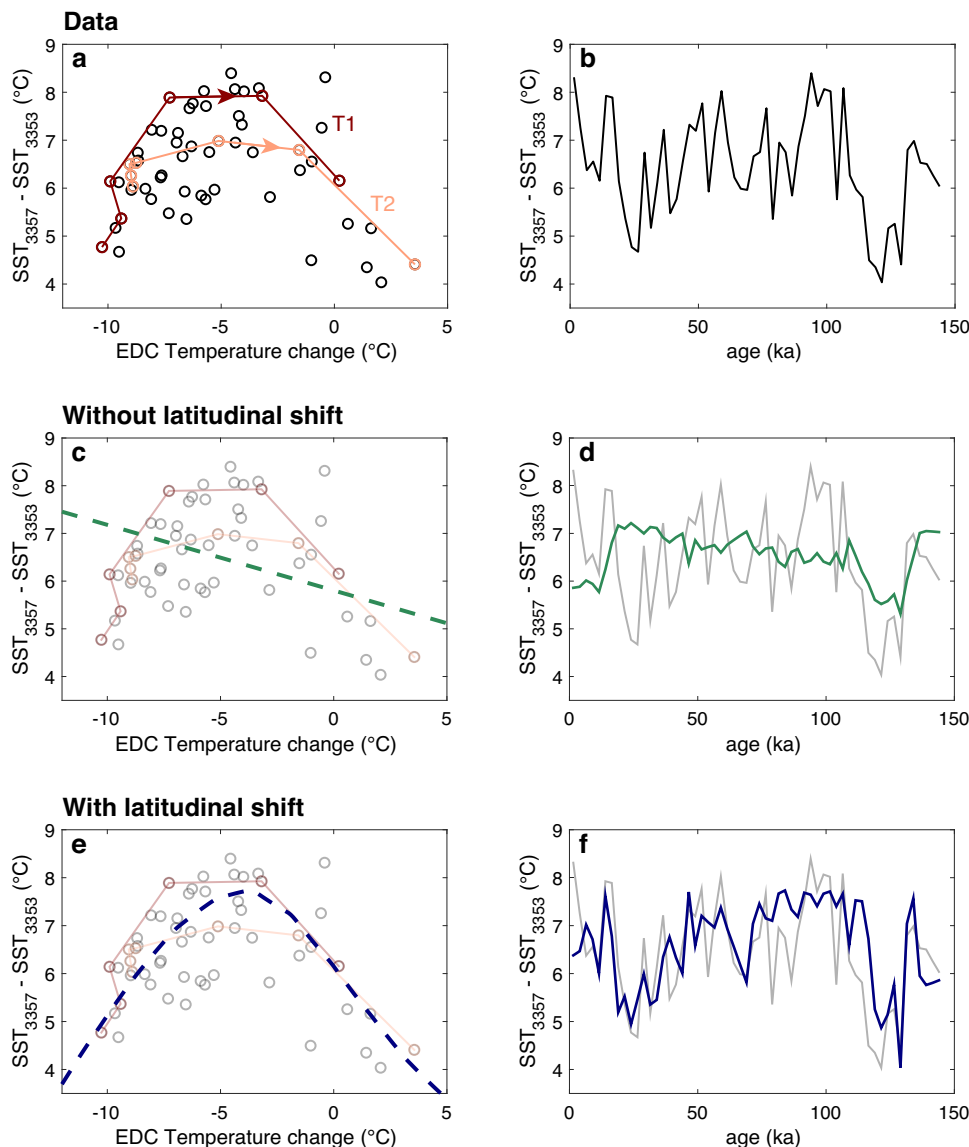 Data
a
T1
T2
9
8
7
6
5
4
-10
-5
0
5
SST3357 - SST3353 (°C)
EDC Temperature change (°C)
b
9
8
7
6
5
4
0
50
100
150
SST3357 - SST3353 (°C)
age (ka)
Without latitudinal shift
c
9
8
7
6
5
4
-10
-5
0
5
SST3357 - SST3353 (°C)
EDC Temperature change (°C)
d
9
8
7
6
5
4
0
50
100
150
SST3357 - SST3353 (°C)
age (ka)
With latitudinal shift
e
9
8
7
6
5
4
-10
-5
0
5
SST3357 - SST3353 (°C)
EDC Temperature change (°C)
f
9
8
7
6
5
4
0
50
100
150
SST3357 - SST3353 (°C)
age (ka)